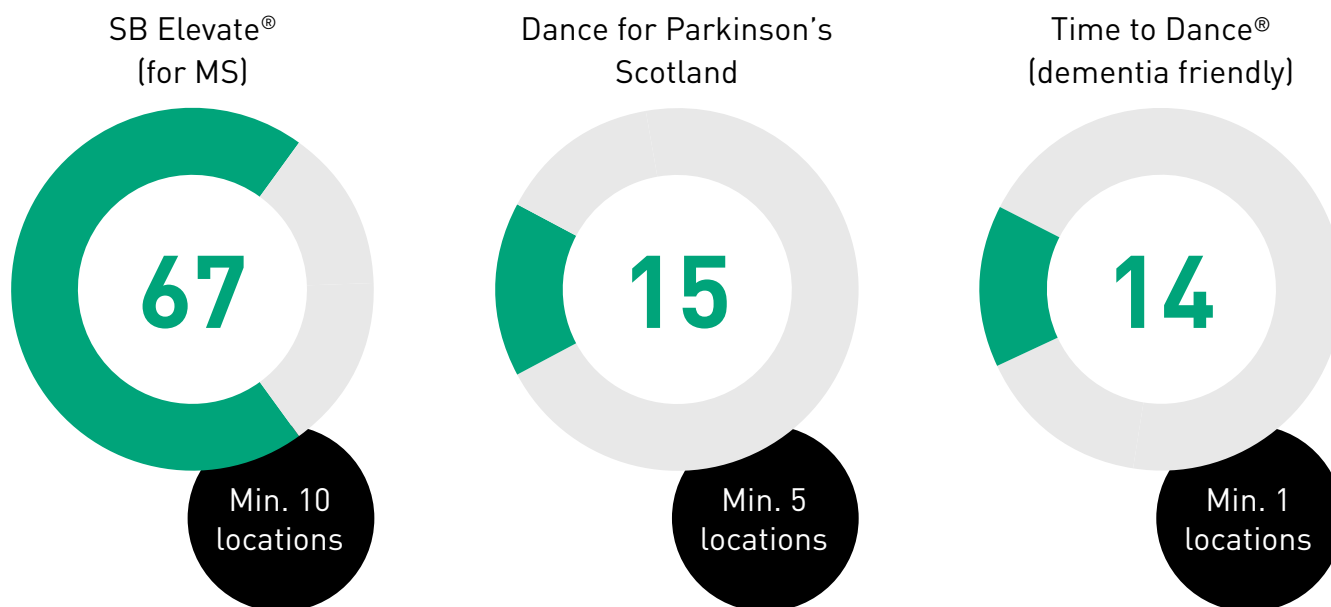 SB Elevate®
(for MS)
67
Min. 10
locations
Dance for Parkinson’s
Scotland
15
Min. 5
locations
Time to Dance®
(dementia friendly)
14
Min. 1
locations